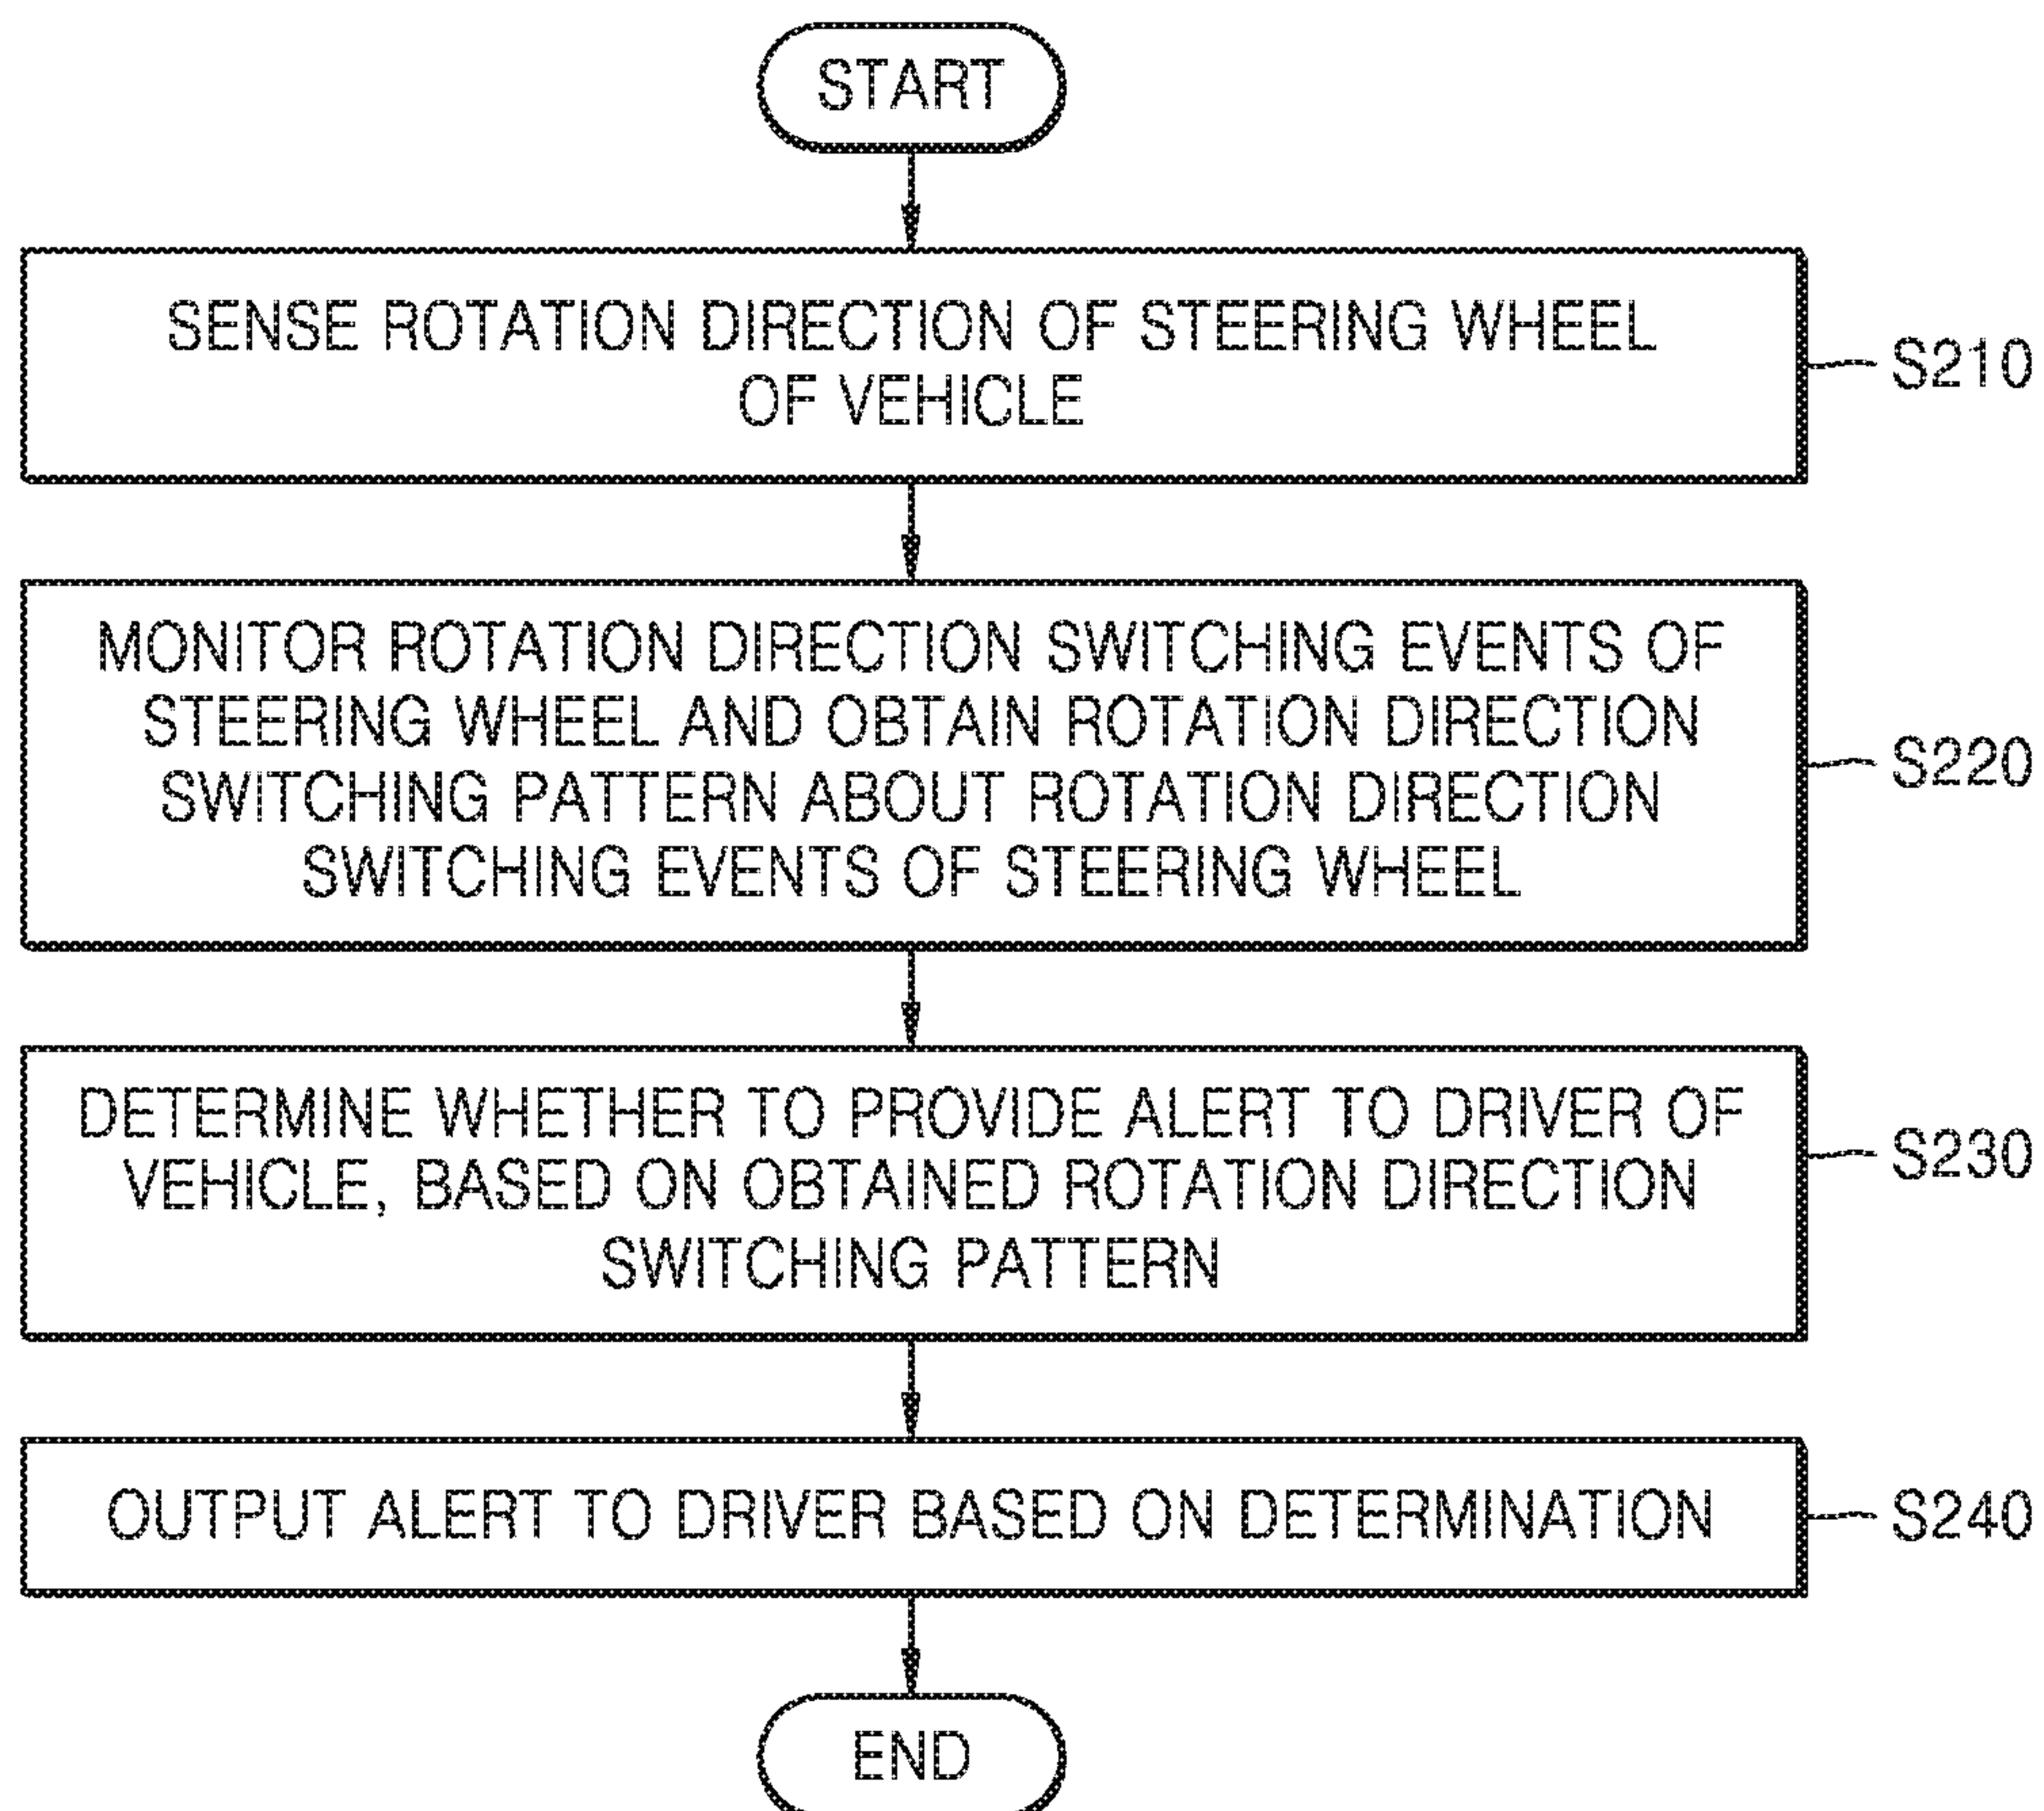 START
SENSE ROTATION DIRECTION OF STEERING WHEEL
OF VEHICLE
S210
MONITOR ROTATION DIRECTION SWITCHING EVENTS OF
STEERING WHEEL AND OBTAIN ROTATION DIRECTION
SWITCHING PATTERN ABOUT ROTATION DIRECTION
SWITCHING EVENTS OF STEERING WHEEL
S220
DETERMINE WHETHER TO PROVIDE ALERT TO DRIVER OF
VEHICLE, BASED ON OBTAINED ROTATION DIRECTION
SWITCHING PATTERN
S230
OUTPUT ALERT TO DRIVER BASED ON DETERMINATION
S240
END